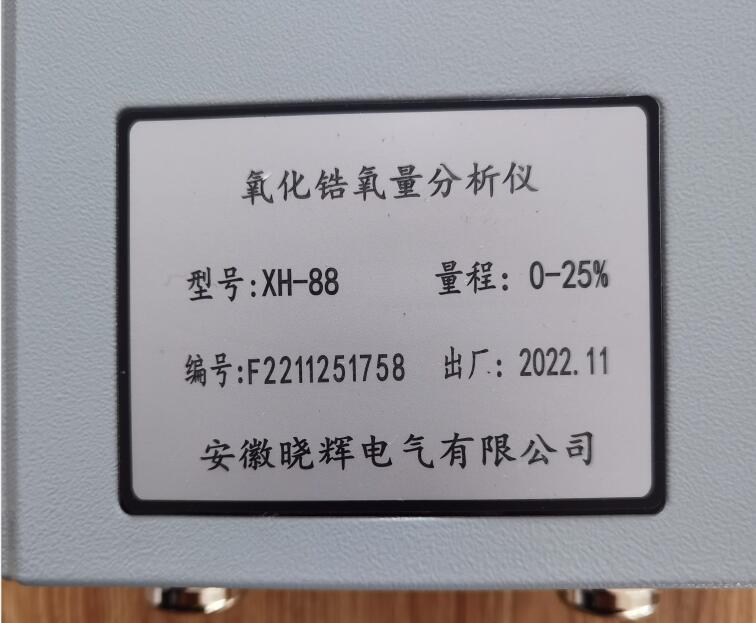 氧化锆氧量分析仪
型号:XH-88 量程: 0-25%
编号:F2211251758 出厂: 2022.11
安徽晓辉电气有限公司